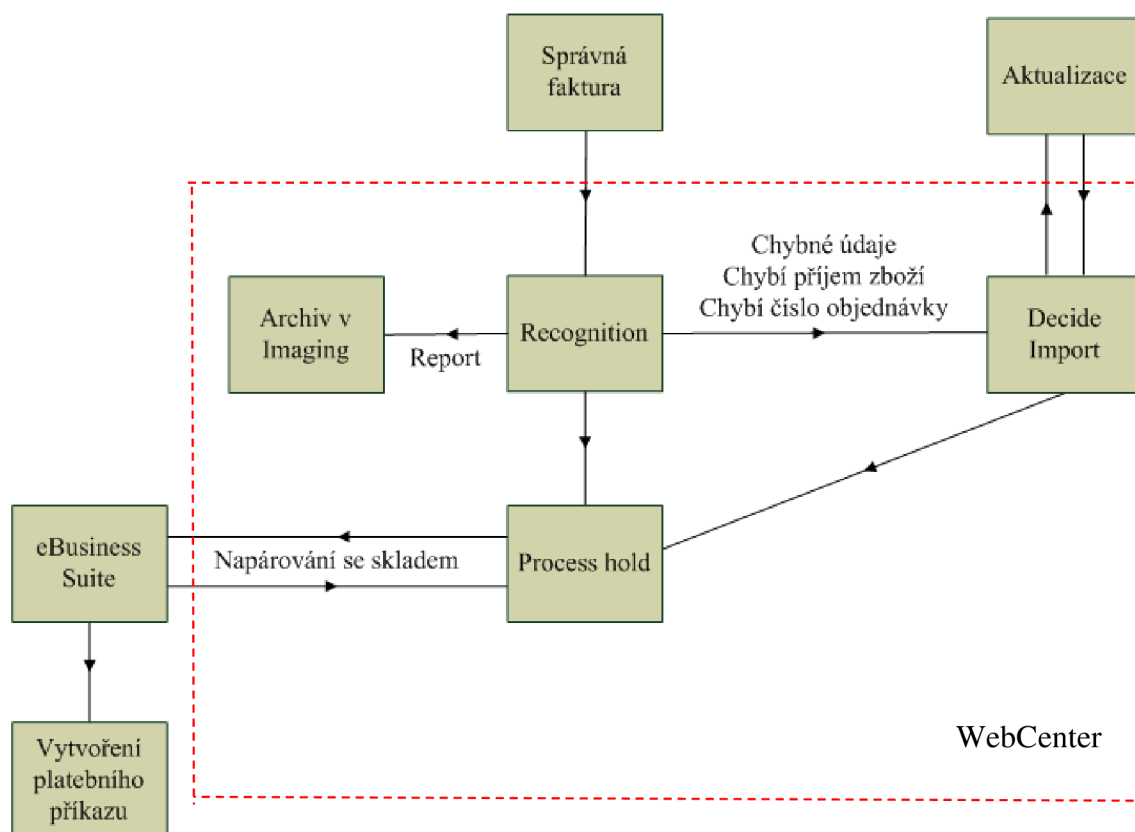 Správná
faktura
Aktualizace
Chybné údaje
Chybí příjem zboží
Chybí číslo objednávky
Archiv v
Imaging
Report
Recognition
Decide
Import
eBusiness
Suite
Napárování se skladem
Process hold
Vytvoření
platebního
příkazu
WebCenter